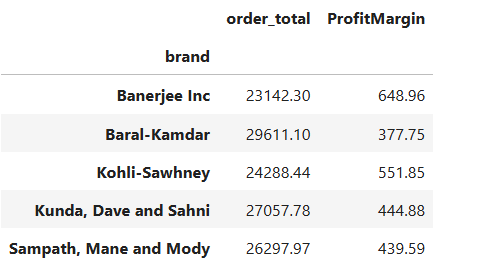 order_total ProfitMargin
brand
Banerjee Inc 23142.30 648.96
Baral-Kamdar 29611.10 377.75
Kohli-Sawhney 24288.44 551.85
Kunda, Dave and Sahni 27057.78 444.88
Sampath, Mane and Mody 26297.97 439.59